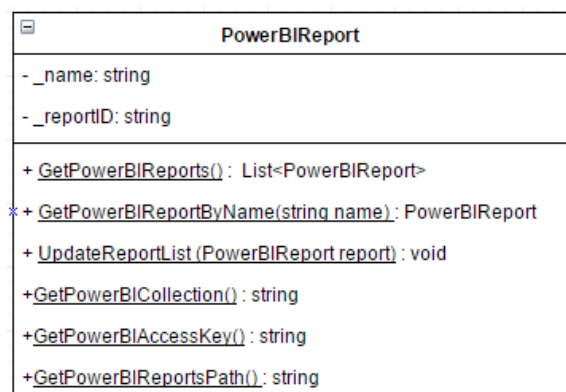 PowerBIReport
- _name: string
- _reportID: string
+ GetPowerBIReports() : List<PowerBIReport>
+ GetPowerBIReportByName(string name) : PowerBIReport
+ UpdateReportList (PowerBIReport report) : void
+GetPowerBICollection() : string
+GetPowerBIAccessKey() : string
+GetPowerBIReportsPath() : string